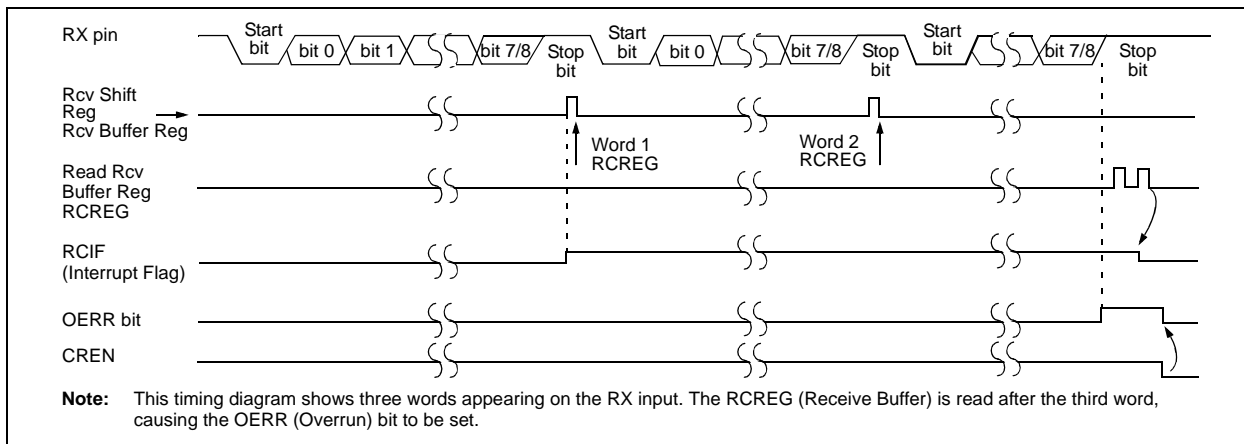 RX pin
Start bit
bit 0
bit 1
bit 7/8
Stop bit
Start bit
bit 0
bit 7/8
Stop bit
Start bit
bit 7/8
Stop bit
Rcv Shift
Reg
Rcv Buffer Reg
Word 1
RCREG
Word 2
RCREG
Read Rcv
Buffer Reg
RCREG
RCIF
(Interrupt Flag)
OERR bit
CREN
Note: This timing diagram shows three words appearing on the RX input. The RCREG (Receive Buffer) is read after the third word,
causing the OERR (Overrun) bit to be set.